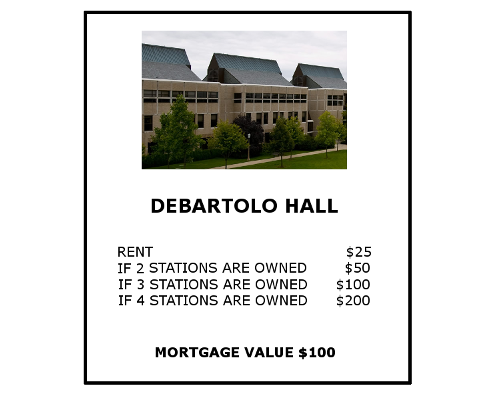 DEBARTOLO HALL
RENT $25
IF 2 STATIONS ARE OWNED $50
IF 3 STATIONS ARE OWNED $100
IF 4 STATIONS ARE OWNED $200
MORTGAGE VALUE $100